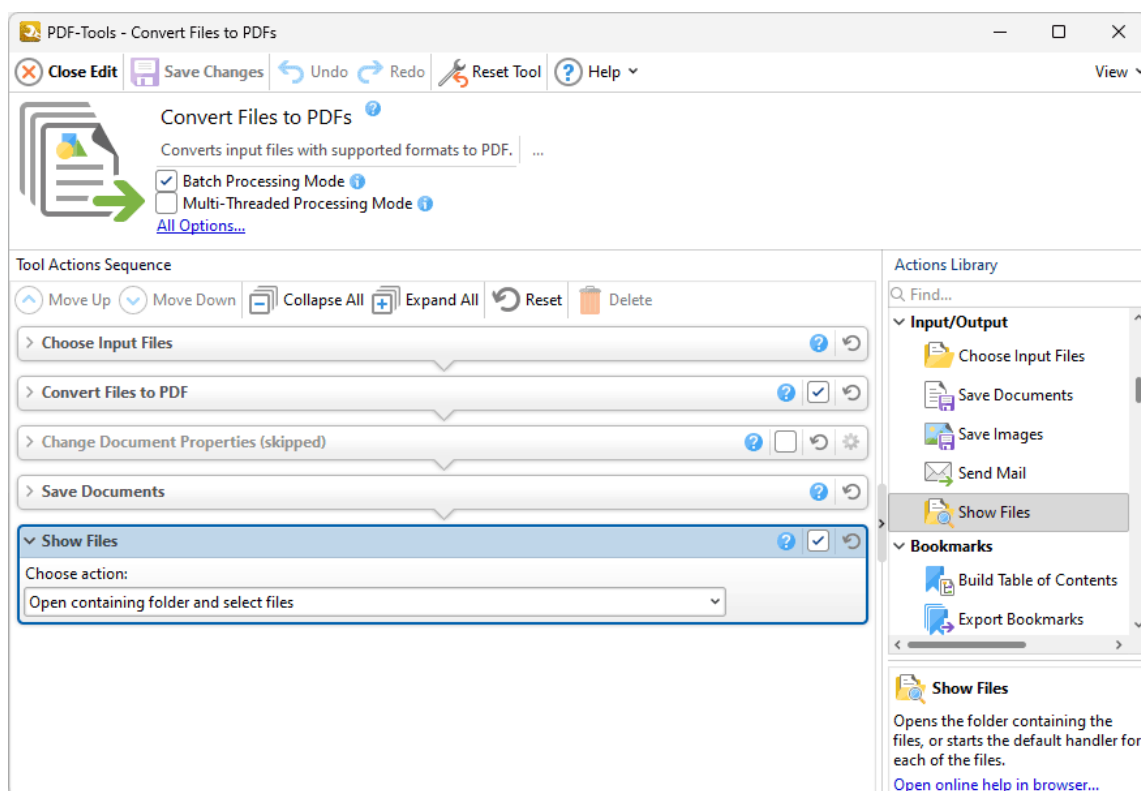 PDF-Tools - Convert Files to PDFs
Close Edit Save Changes Undo Redo Reset Tool ? Help View
Convert Files to PDFs ?
Converts input files with supported formats to PDF. ...
Batch Processing Mode i
Multi-Threaded Processing Mode i
All Options...
Tool Actions Sequence
Move Up Move Down Collapse All Expand All Reset Delete
Choose Input Files ?
Convert Files to PDF ?
Change Document Properties (skipped) ?
Save Documents ?
Show Files ?
Choose action:
Open containing folder and select files
Actions Library
Find...
Input/Output
Choose Input Files
Save Documents
Save Images
Send Mail
Show Files
Bookmarks
Build Table of Contents
Export Bookmarks
Show Files
Opens the folder containing the
files, or starts the default handler for
each of the files.
Open online help in browser...